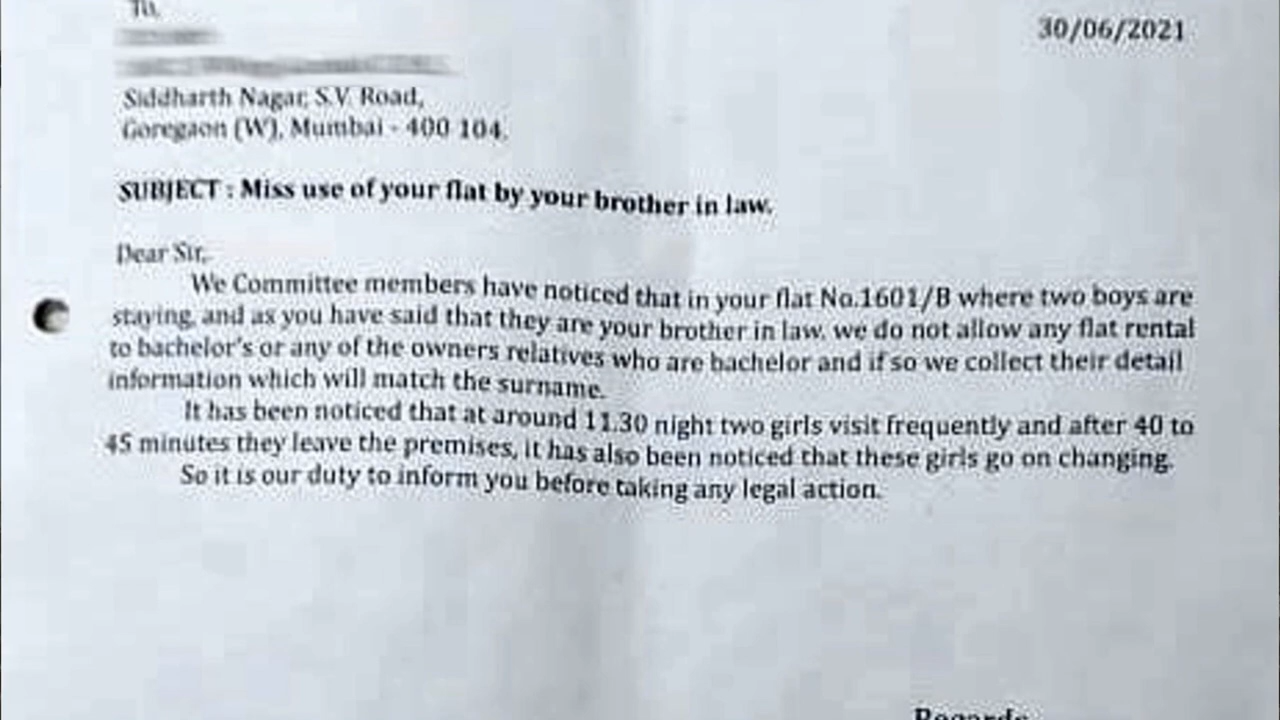 To,
30/06/2021
Siddharth Nagar, S.V. Road,
Goregaon (W), Mumbai - 400 104.
SUBJECT : Miss use of your flat by your brother in law.
Dear Sir,
We Committee members have noticed that in your flat No.1601/B where two boys are
staying, and as you have said that they are your brother in law. we do not allow any flat rental
to bachelor's or any of the owners relatives who are bachelor and if so we collect their detail
information which will match the surname.
It has been noticed that at around 11.30 night two girls visit frequently and after 40 to
45 minutes they leave the premises, it has also been noticed that these girls go on changing.
So it is our duty to inform you before taking any legal action.
Regards